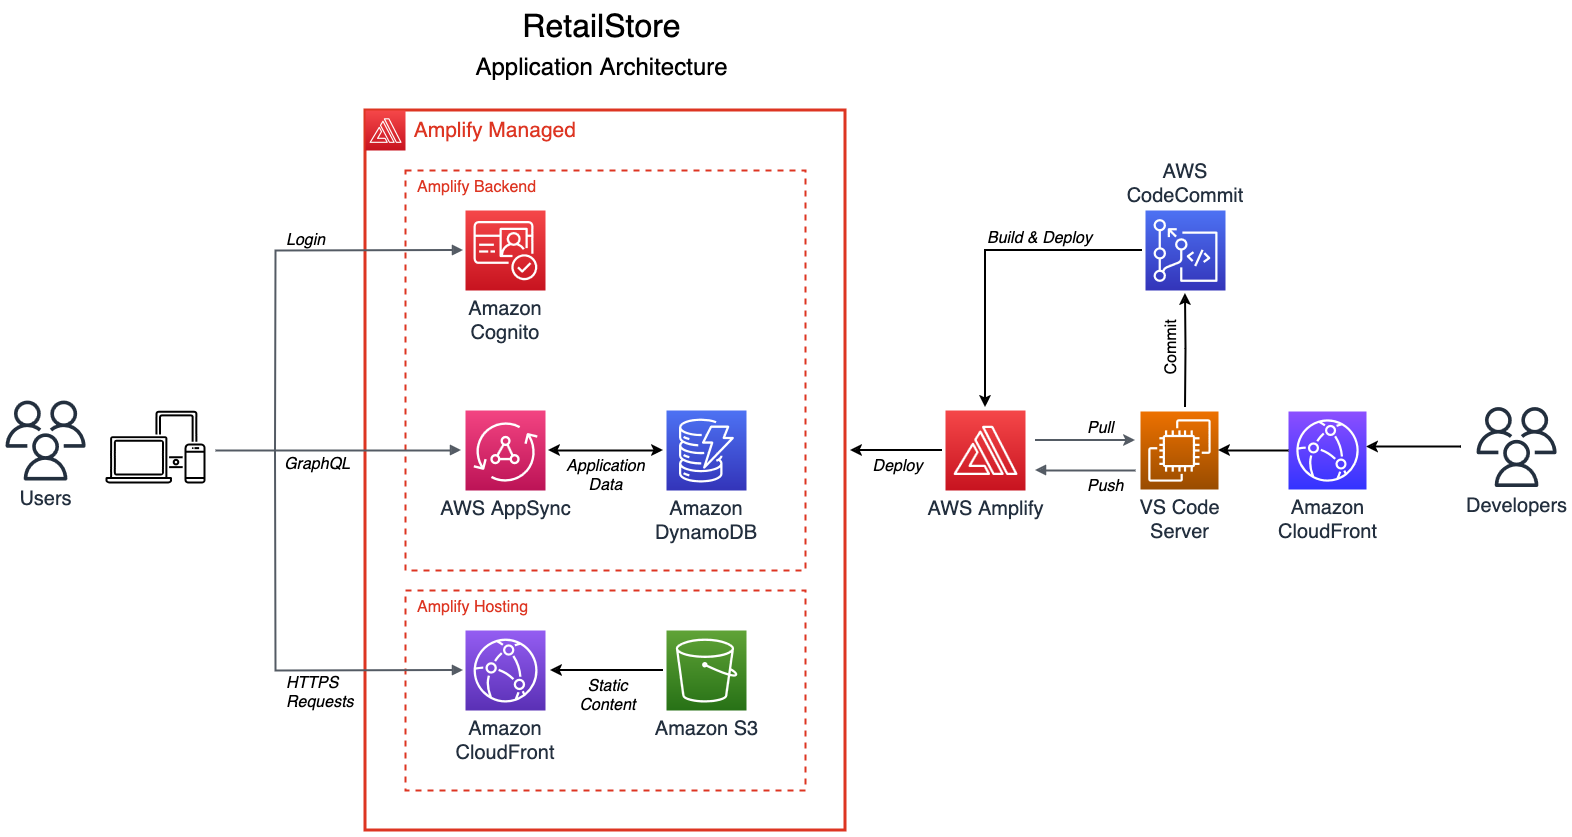 RetailStore
Application Architecture
Amplify Managed
Amplify Backend
Login
Amazon
Cognito
GraphQL
AWS AppSync
Application
Data
Amazon
DynamoDB
Amplify Hosting
HTTPS
Requests
Amazon
CloudFront
Static
Content
Amazon S3
Users
Deploy
AWS Amplify
Build & Deploy
AWS
CodeCommit
Commit
Pull
Push
VS Code
Server
Amazon
CloudFront
Developers